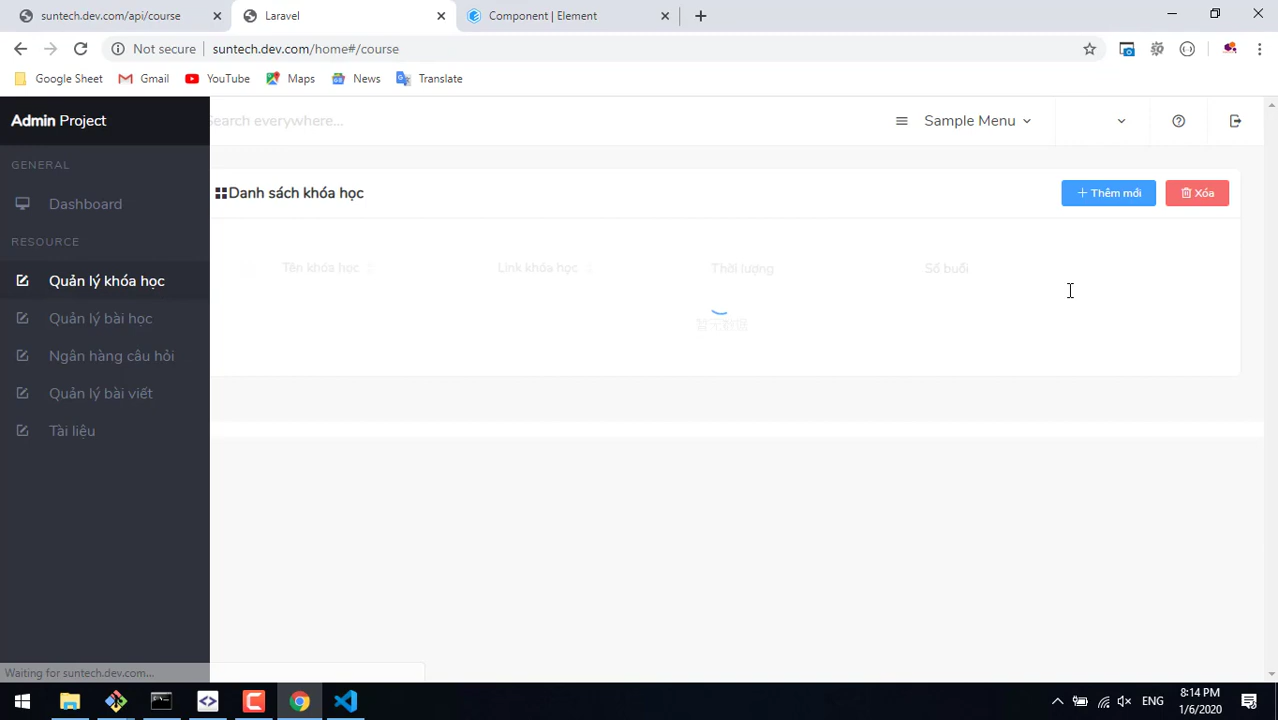 suntech.dev.com/api/course
Laravel
Component | Element
Not secure
suntech.dev.com/home#/course
Google Sheet
Gmail
YouTube
Maps
News
Translate
Admin Project
Search everywhere...
Sample Menu
GENERAL
Dashboard
RESOURCE
Quản lý khóa học
Quản lý bài học
Ngân hàng câu hỏi
Quản lý bài viết
Tài liệu
Danh sách khóa học
Thêm mới
Xóa
Tên khóa học
Link khóa học
Thời lượng
Số buổi
暂无数据
Waiting for suntech.dev.com...
ENG
8:14 PM
1/6/2020